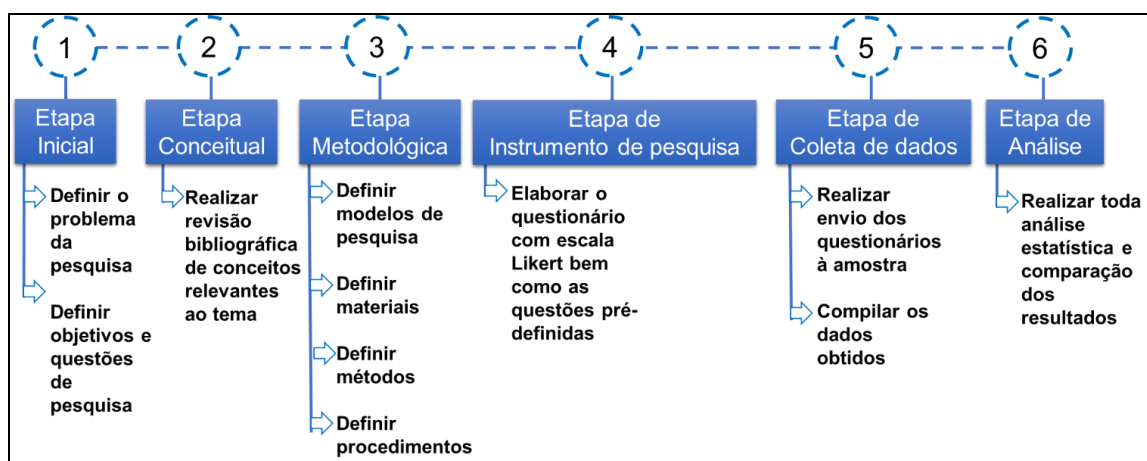 1
2
3
4
5
6
Etapa
Inicial
Definir o
problema
da
pesquisa
Definir
objetivos e
questões
de
pesquisa
Etapa
Conceitual
Realizar
revisão
bibliográfica
de conceitos
relevantes
ao tema
Etapa
Metodológica
Definir
modelos de
pesquisa
Definir
materiais
Definir
métodos
Definir
procedimentos
Etapa de
Instrumento de pesquisa
Elaborar o
questionário
com escala
Likert bem
como as
questões pré-
definidas
Etapa de
Coleta de dados
Realizar
envio dos
questionários
à amostra
Compilar os
dados
obtidos
Etapa de
Análise
Realizar toda
análise
estatística e
comparação
dos
resultados